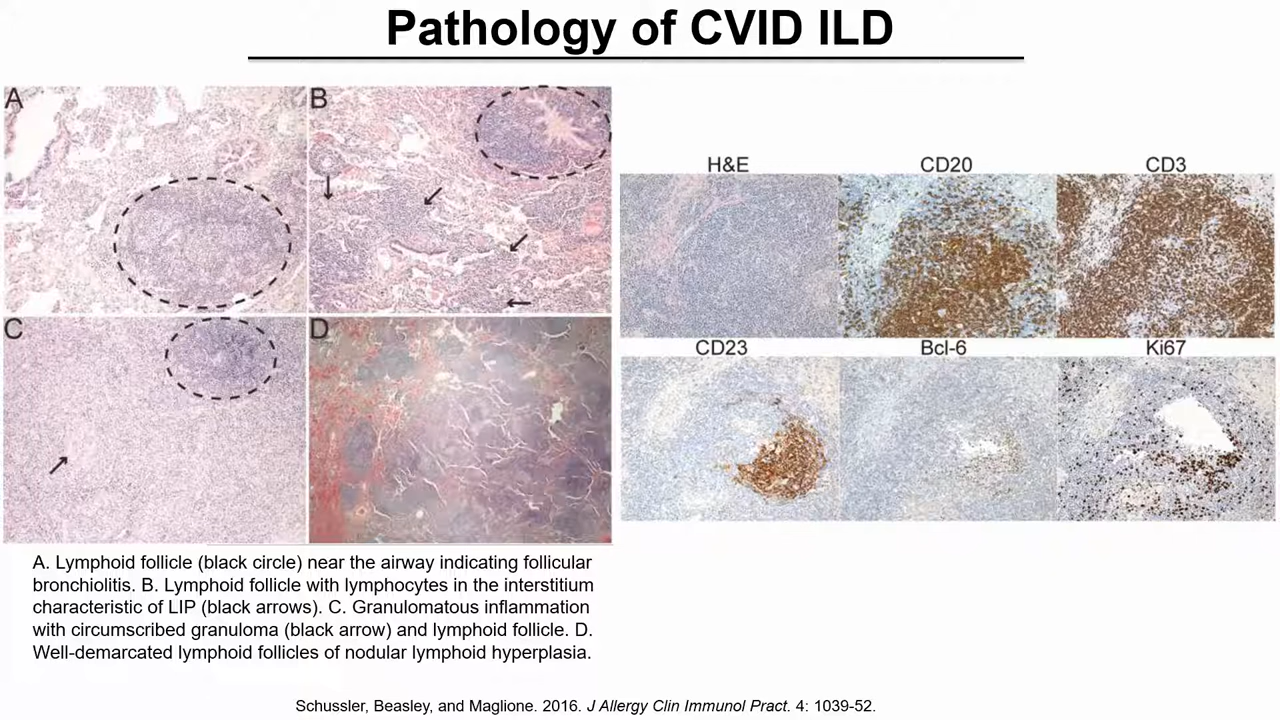 Pathology of CVID ILD
A
B
C
D
H&E
CD20
CD3
CD23
Bcl-6
Ki67
A. Lymphoid follicle (black circle) near the airway indicating follicular
bronchiolitis. B. Lymphoid follicle with lymphocytes in the interstitium
characteristic of LIP (black arrows). C. Granulomatous inflammation
with circumscribed granuloma (black arrow) and lymphoid follicle. D.
Well-demarcated lymphoid follicles of nodular lymphoid hyperplasia.
Schussler, Beasley, and Maglione. 2016. J Allergy Clin Immunol Pract. 4: 1039-52.